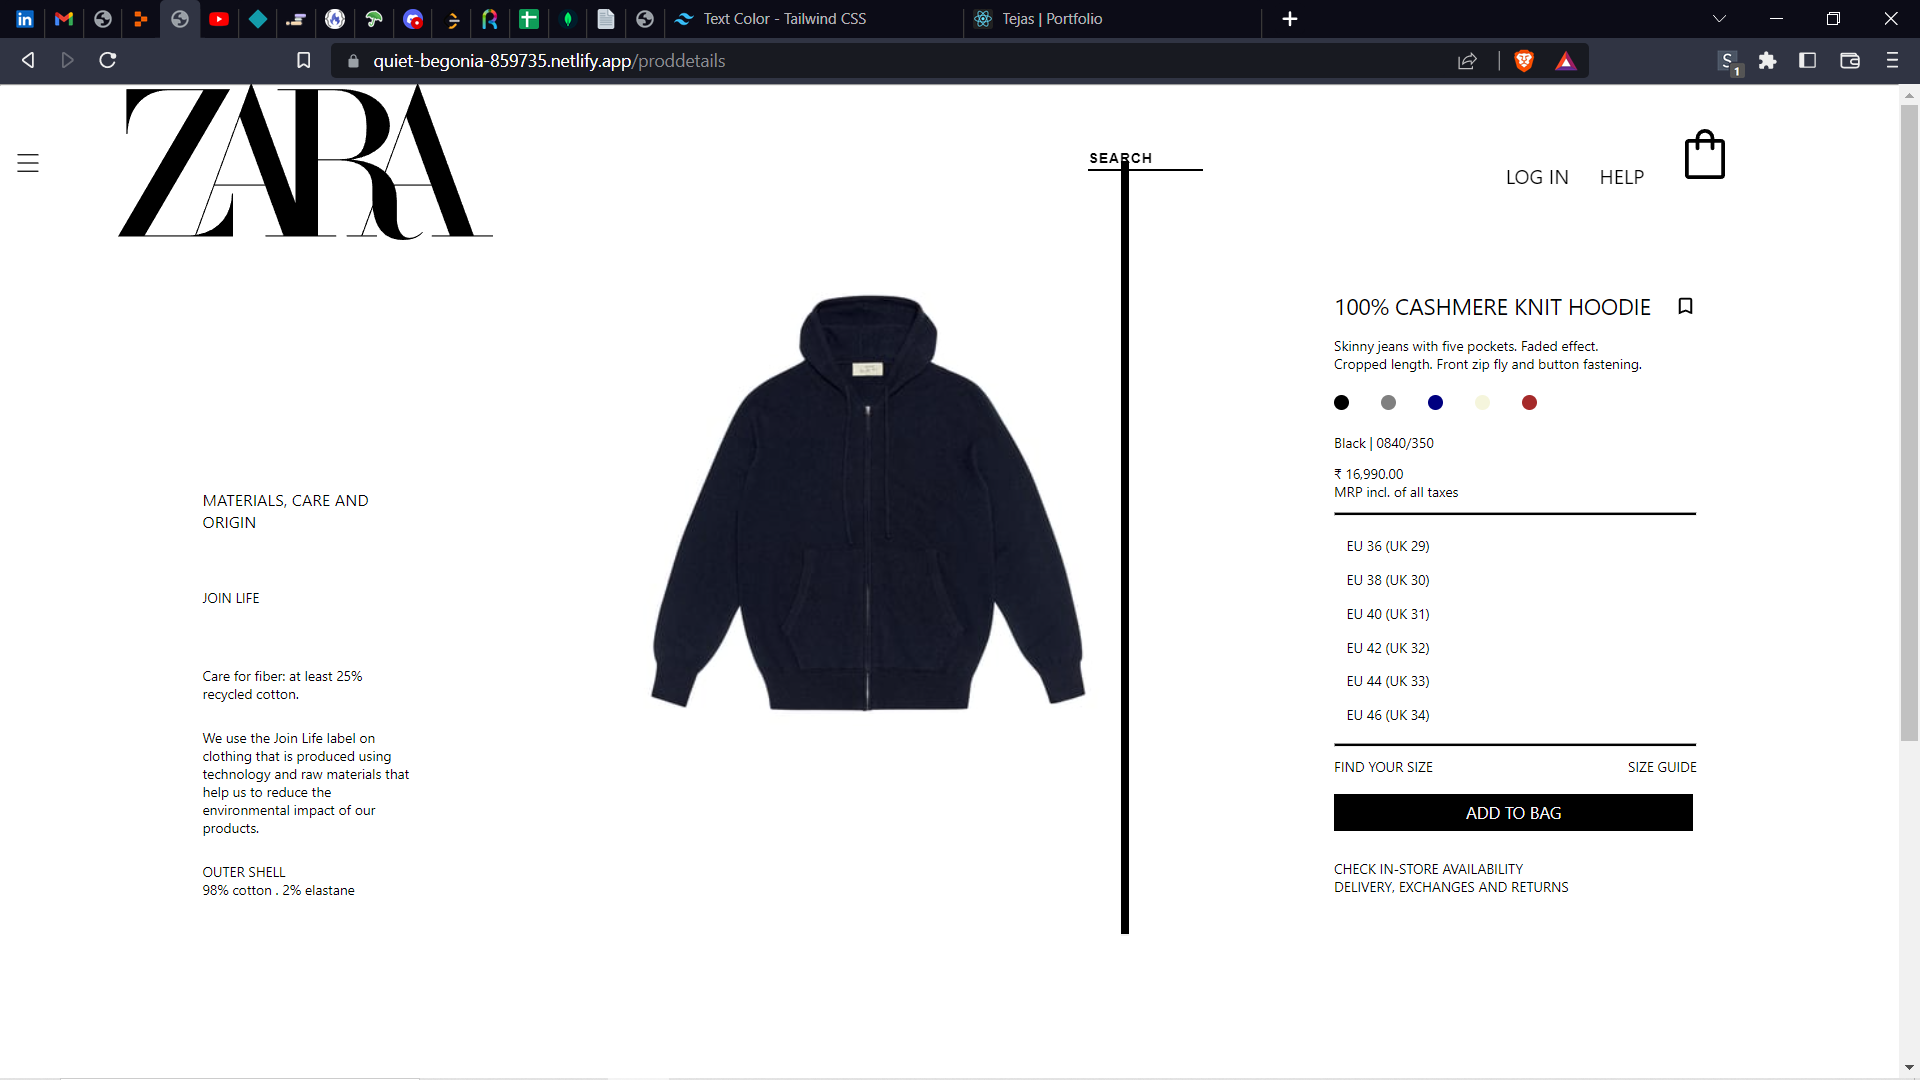 Text Color - Tailwind CSS
Tejas | Portfolio
quiet-begonia-859735.netlify.app/proddetails
S
1
ZARA
SEARCH
LOG IN
HELP
100% CASHMERE KNIT HOODIE
Skinny jeans with five pockets. Faded effect.
Cropped length. Front zip fly and button fastening.
Black | 0840/350
₹ 16,990.00
MRP incl. of all taxes
EU 36 (UK 29)
EU 38 (UK 30)
EU 40 (UK 31)
EU 42 (UK 32)
EU 44 (UK 33)
EU 46 (UK 34)
FIND YOUR SIZE
SIZE GUIDE
ADD TO BAG
CHECK IN-STORE AVAILABILITY
DELIVERY, EXCHANGES AND RETURNS
MATERIALS, CARE AND
ORIGIN
JOIN LIFE
Care for fiber: at least 25%
recycled cotton.
We use the Join Life label on
clothing that is produced using
technology and raw materials that
help us to reduce the
environmental impact of our
products.
OUTER SHELL
98% cotton . 2% elastane